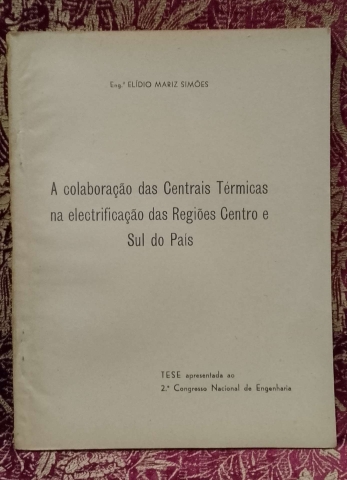 Eng.º ELÍDIO MARIZ SIMÕES
A colaboração das Centrais Térmicas
na electrificação das Regiões Centro e
Sul do País
TESE apresentada ao
2.º Congresso Nacional de Engenharia